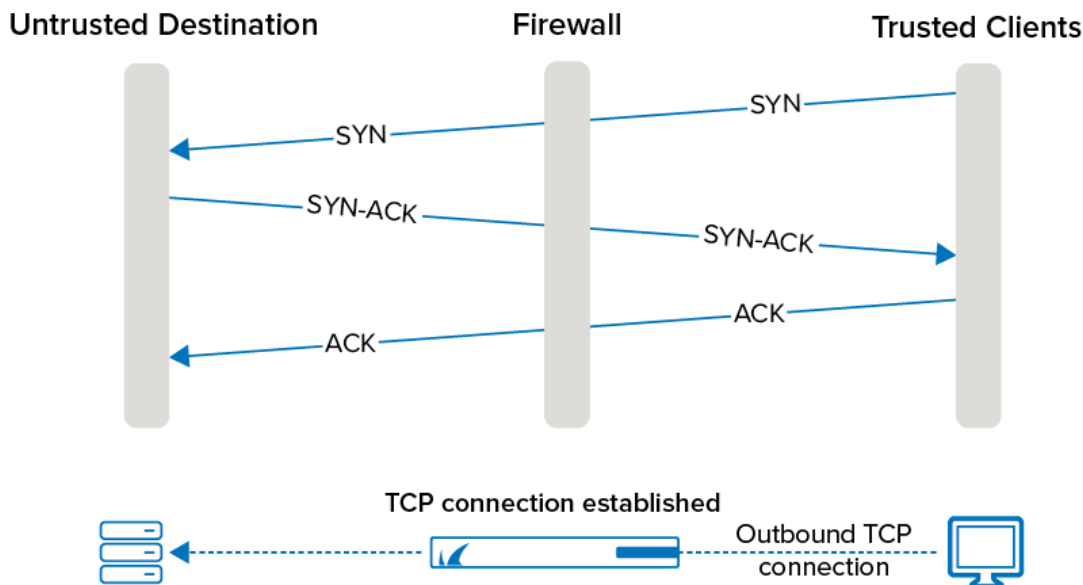 Untrusted Destination
Firewall
Trusted Clients
SYN
SYN
SYN-ACK
SYN-ACK
ACK
ACK
TCP connection established
Outbound TCP
connection